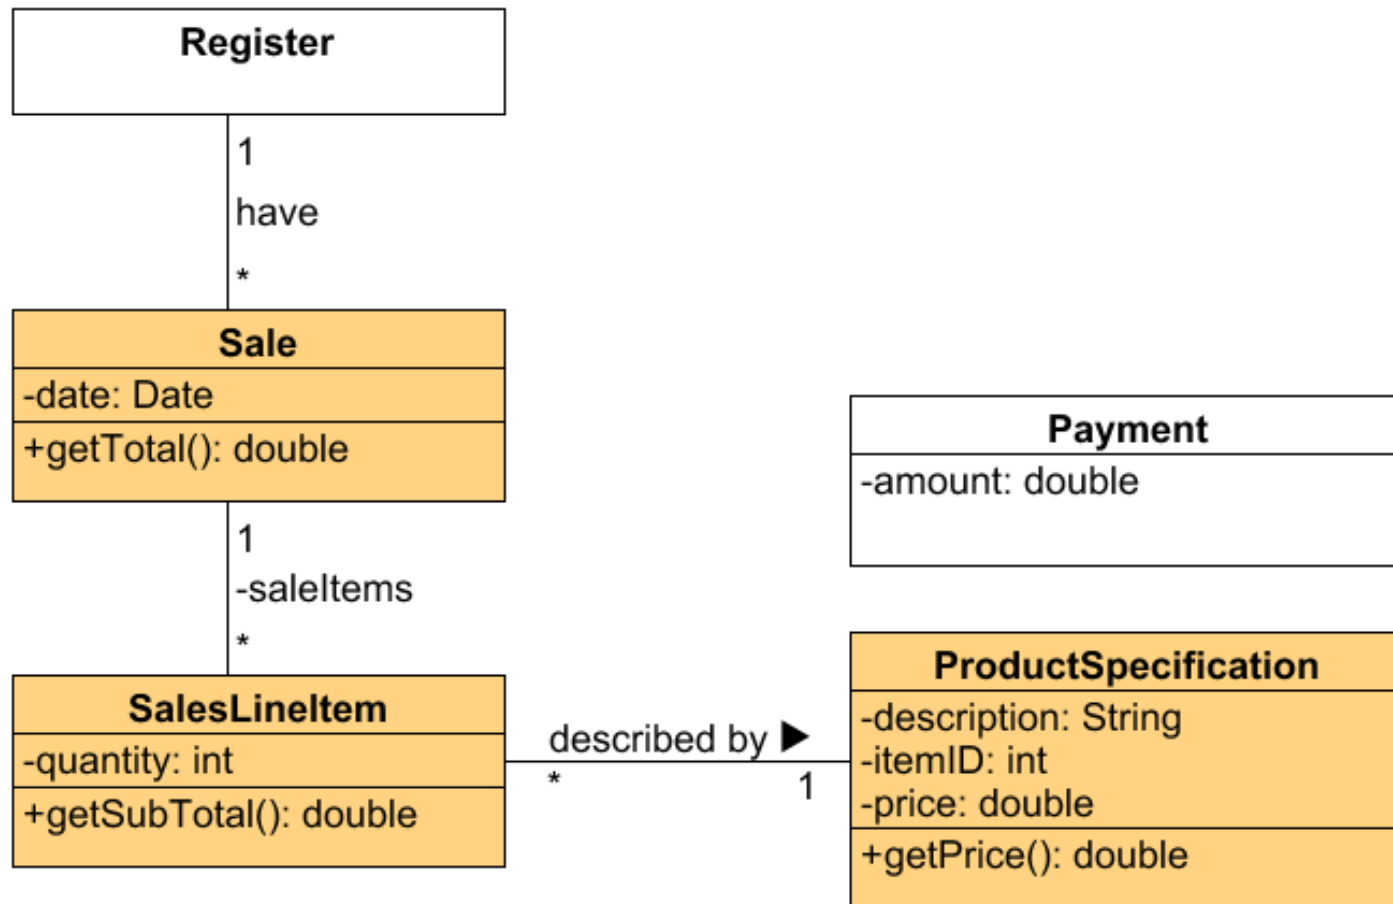 Register
1
have
*
Sale
-date: Date
+getTotal(): double
1
-saleItems
*
SalesLineItem
-quantity: int
+getSubTotal(): double
described by ▶
*
1
Payment
-amount: double
ProductSpecification
-description: String
-itemID: int
-price: double
+getPrice(): double